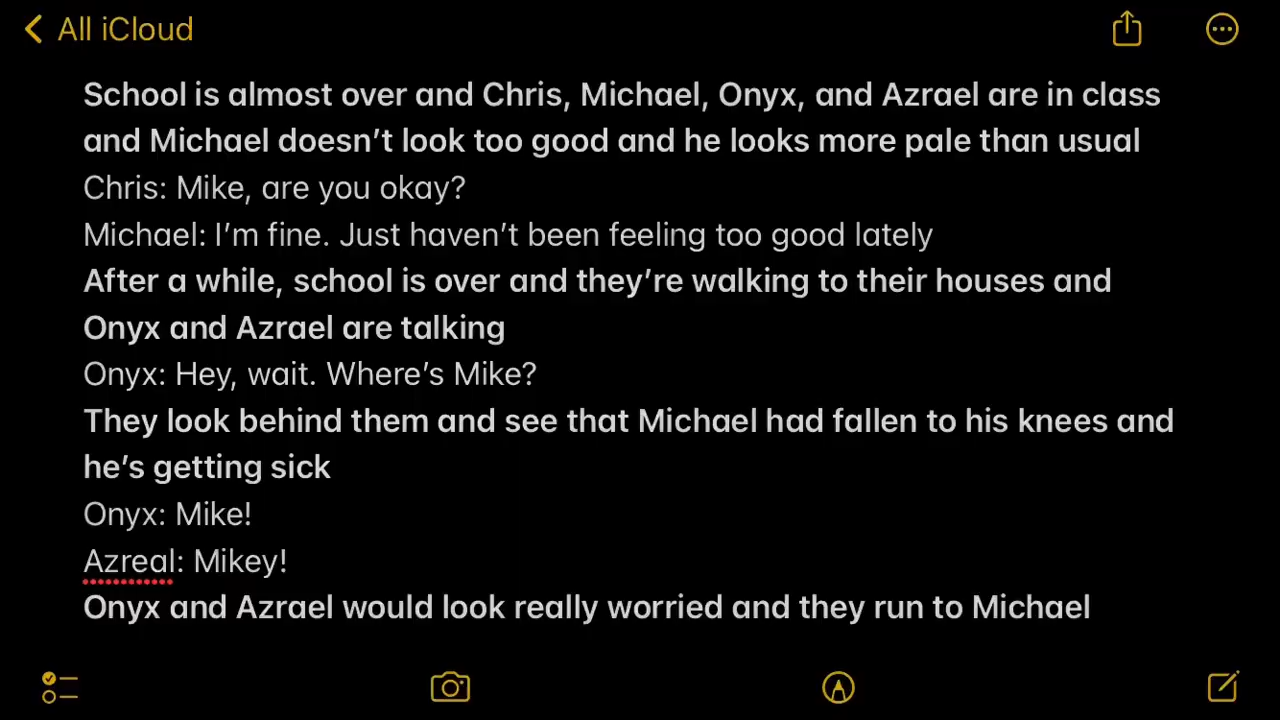 All iCloud
School is almost over and Chris, Michael, Onyx, and Azrael are in class
and Michael doesn’t look too good and he looks more pale than usual
Chris: Mike, are you okay?
Michael: I’m fine. Just haven’t been feeling too good lately
After a while, school is over and they’re walking to their houses and
Onyx and Azrael are talking
Onyx: Hey, wait. Where’s Mike?
They look behind them and see that Michael had fallen to his knees and
he’s getting sick
Onyx: Mike!
Azreal: Mikey!
Onyx and Azrael would look really worried and they run to Michael